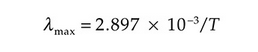 λmax = 2.897 × 10⁻³/T